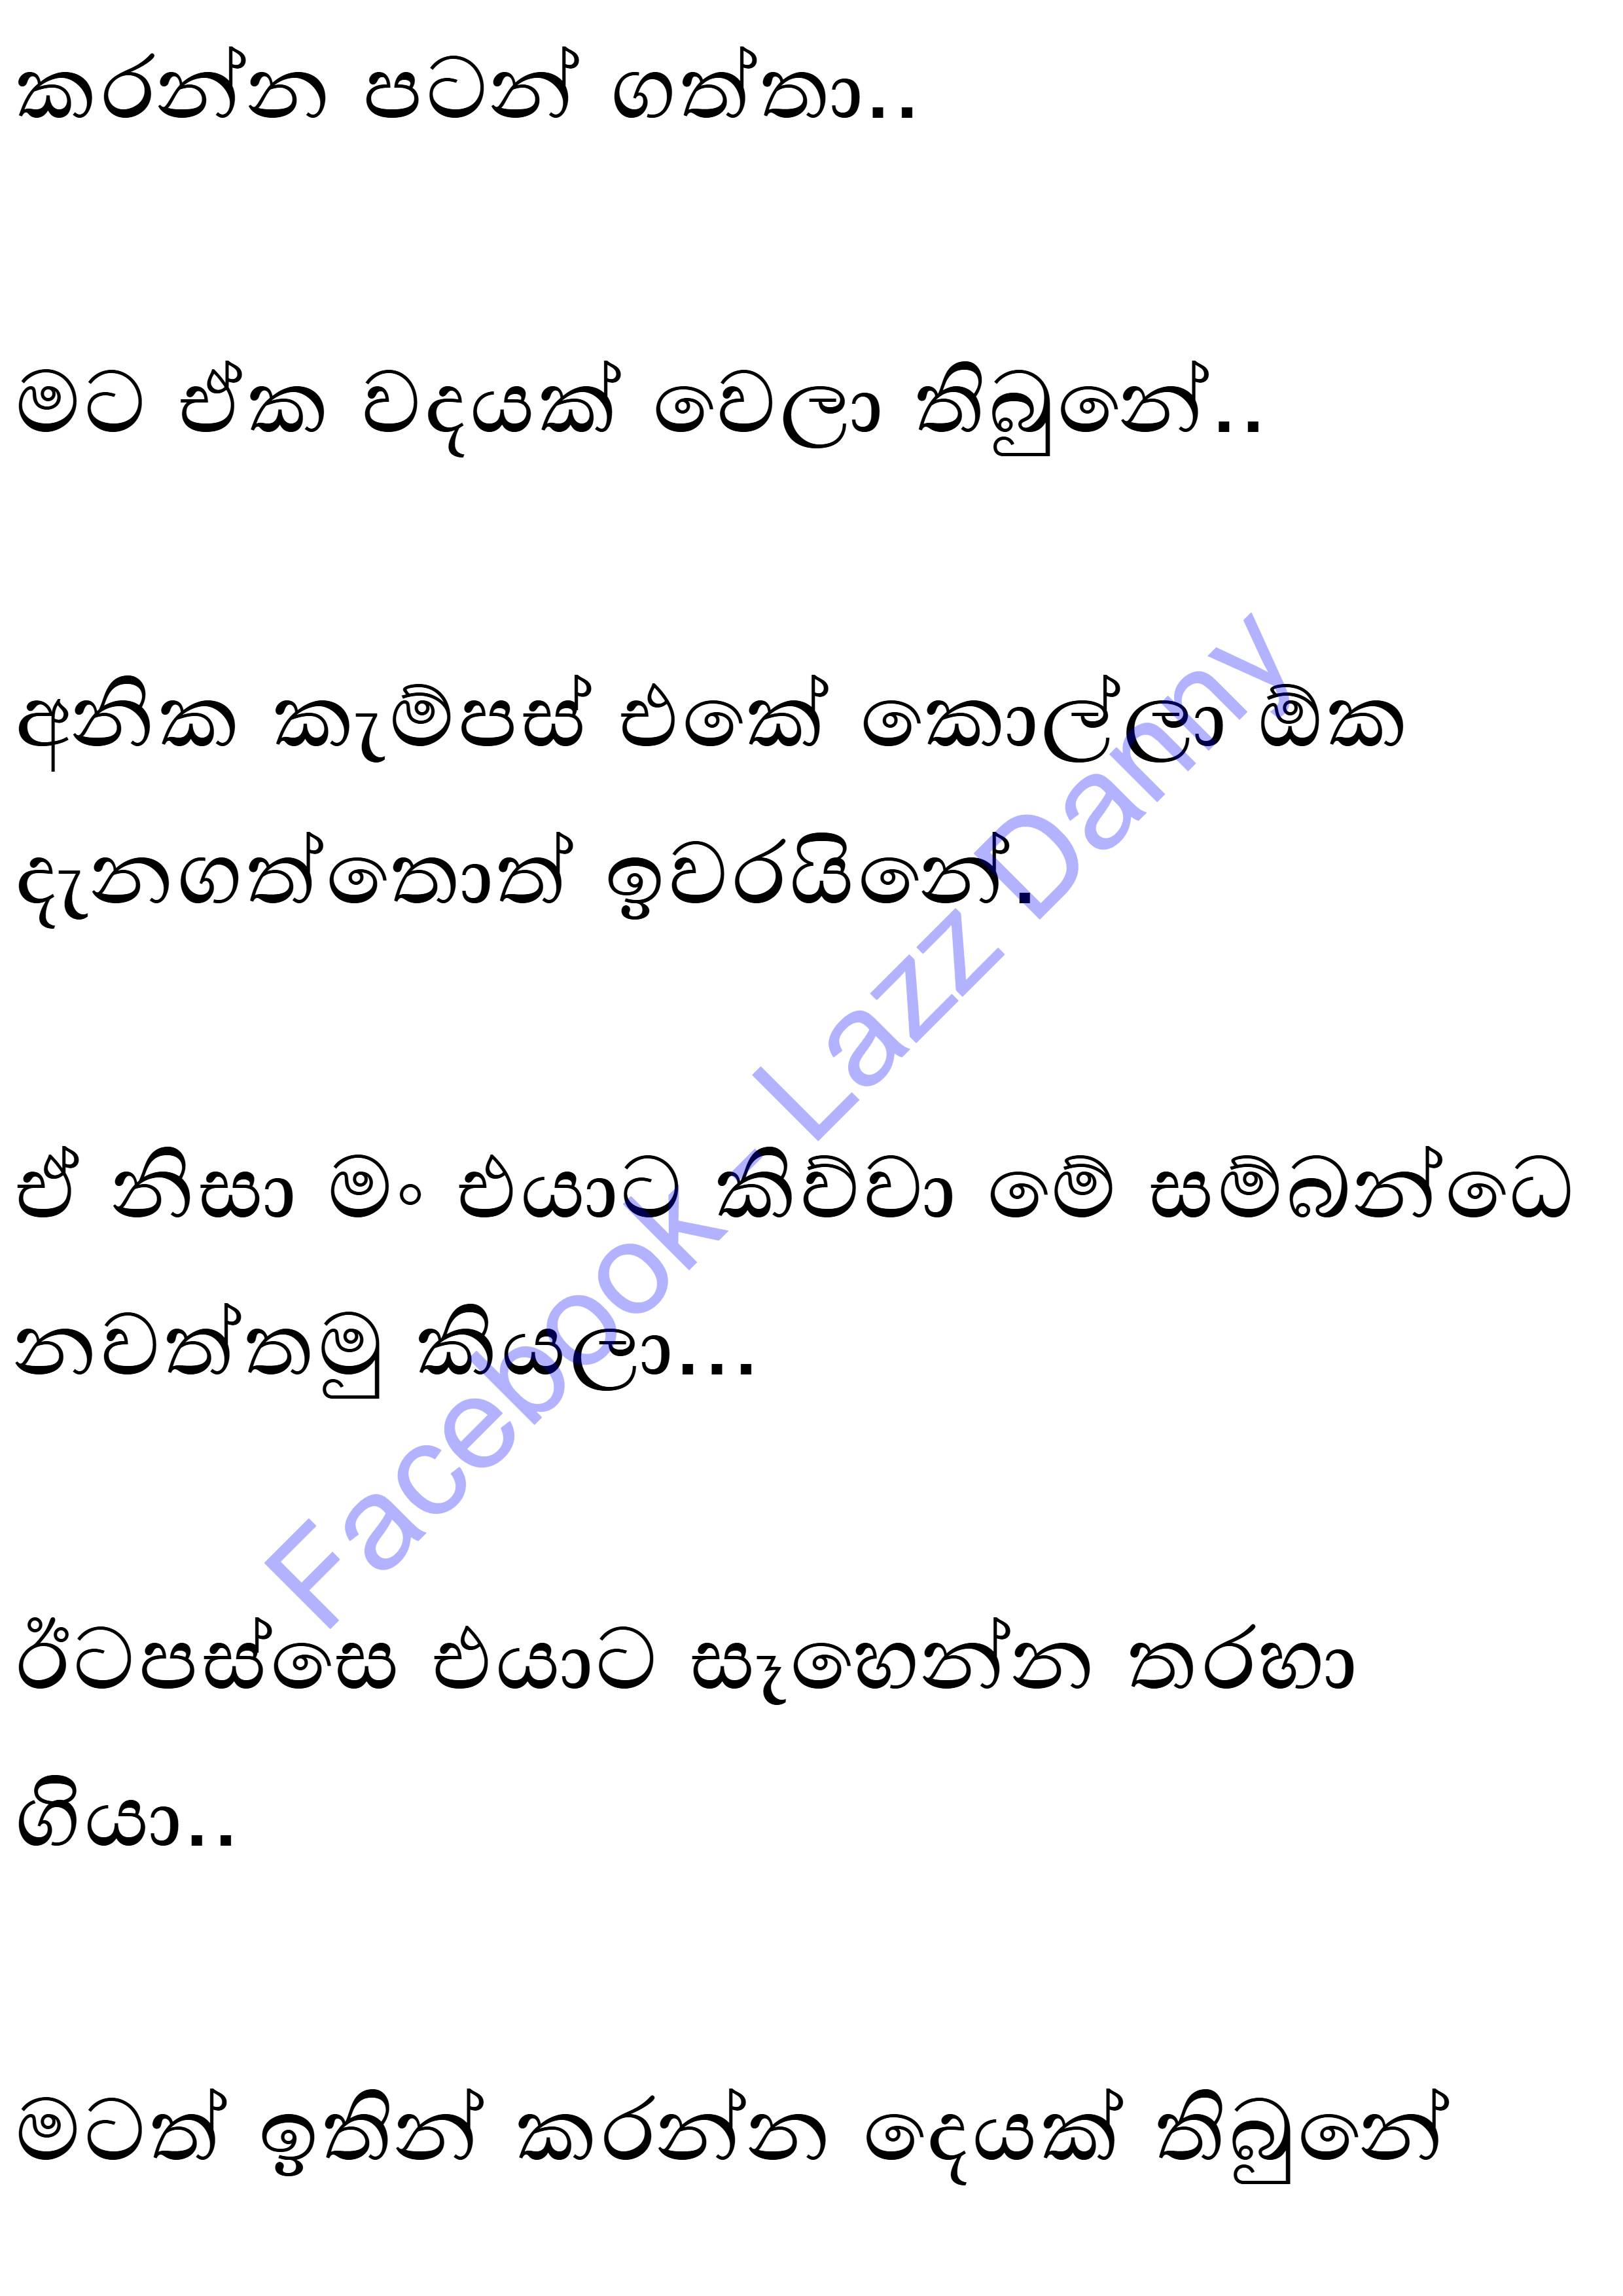 කරන්න පටන් ගත්තා..
මට ඒක වදයක් වෙලා තිබුනේ..
අනික කැම්පස් එකේ කොල්ලා ඕක
දැනගත්තොත් ඉවරයිනේ.
ඒ නිසා මං එයාට කිව්වා මේ සම්බන්ධෙ
නවත්තමු කියලා...
ඊටපස්සෙ එයාට සෑහෙන්න තරහා
ගියා..
මටත් ඉතින් කරන්න දෙයක් තිබුනේ
Facebook - Lazz Danny